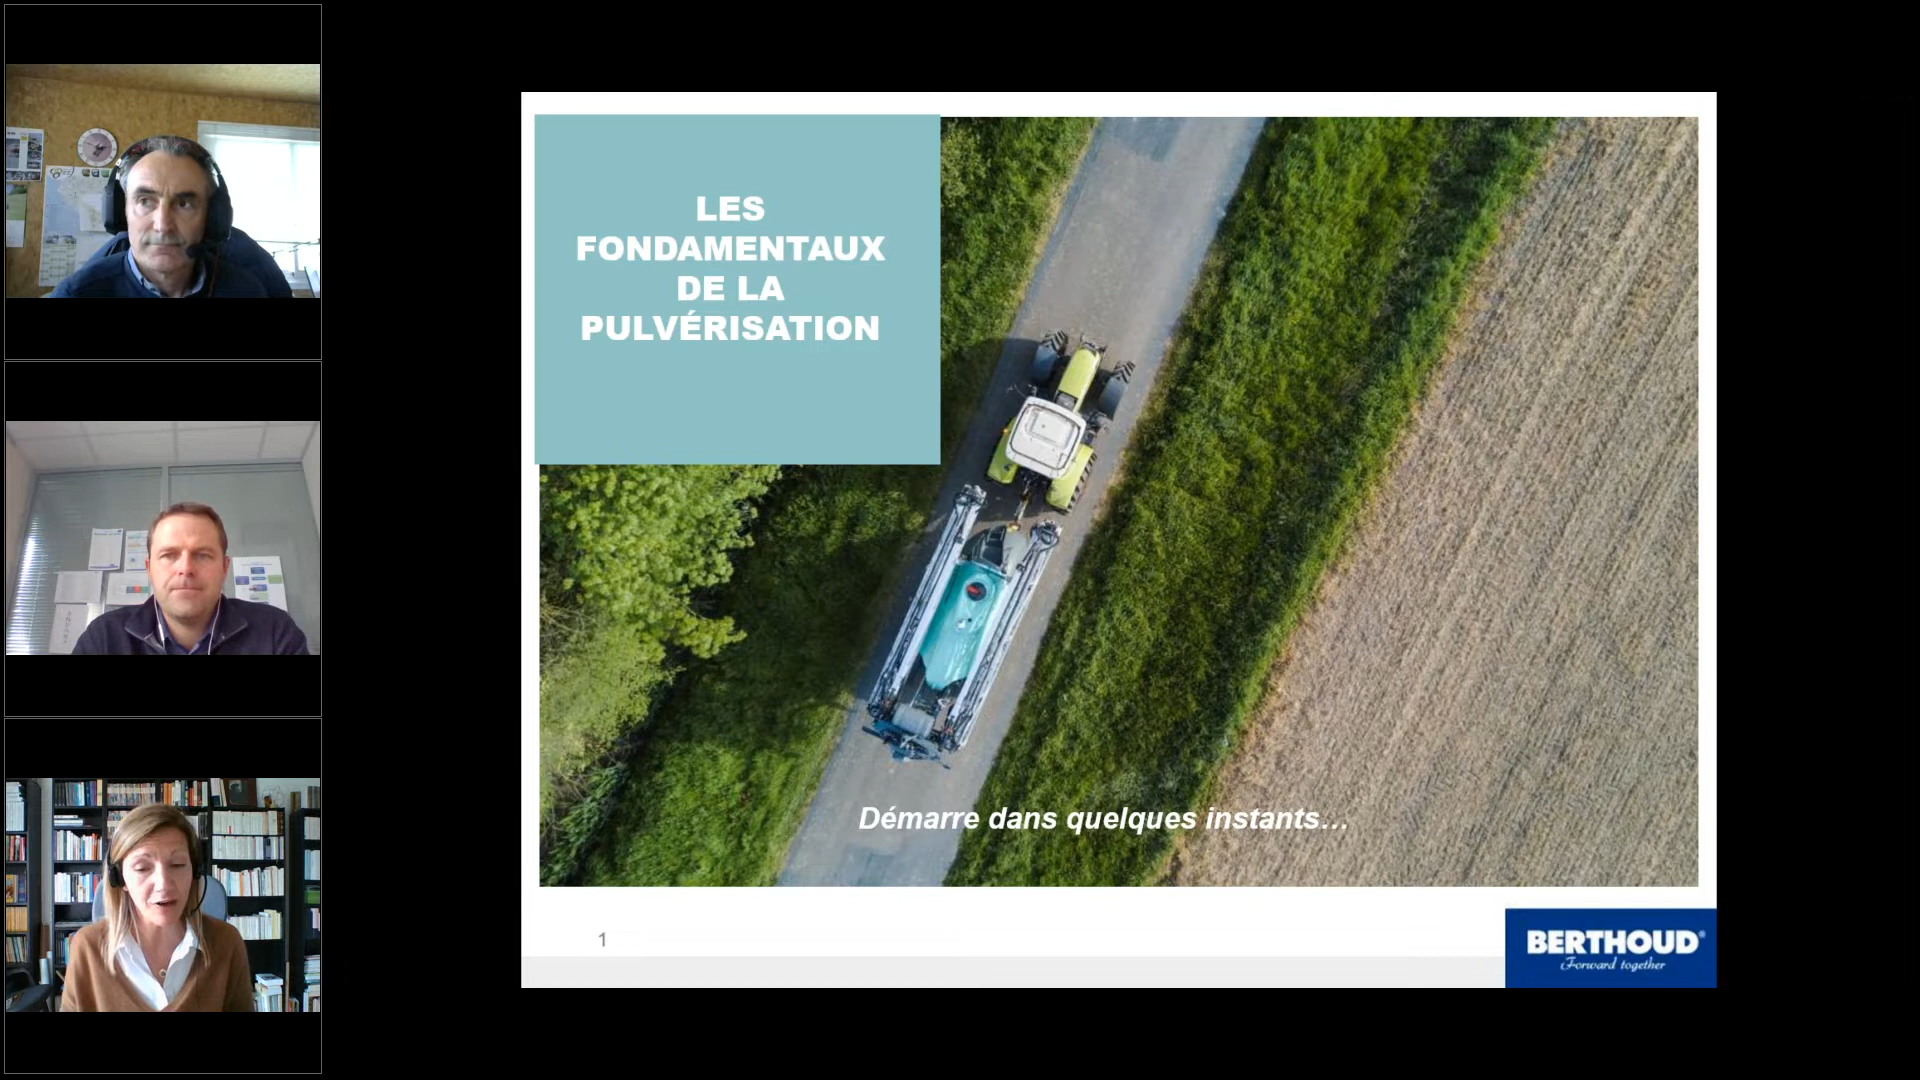 LES
FONDAMENTAUX
DE LA
PULVÉRISATION
Démarre dans quelques instants...
1
BERTHOUD®
Forward together